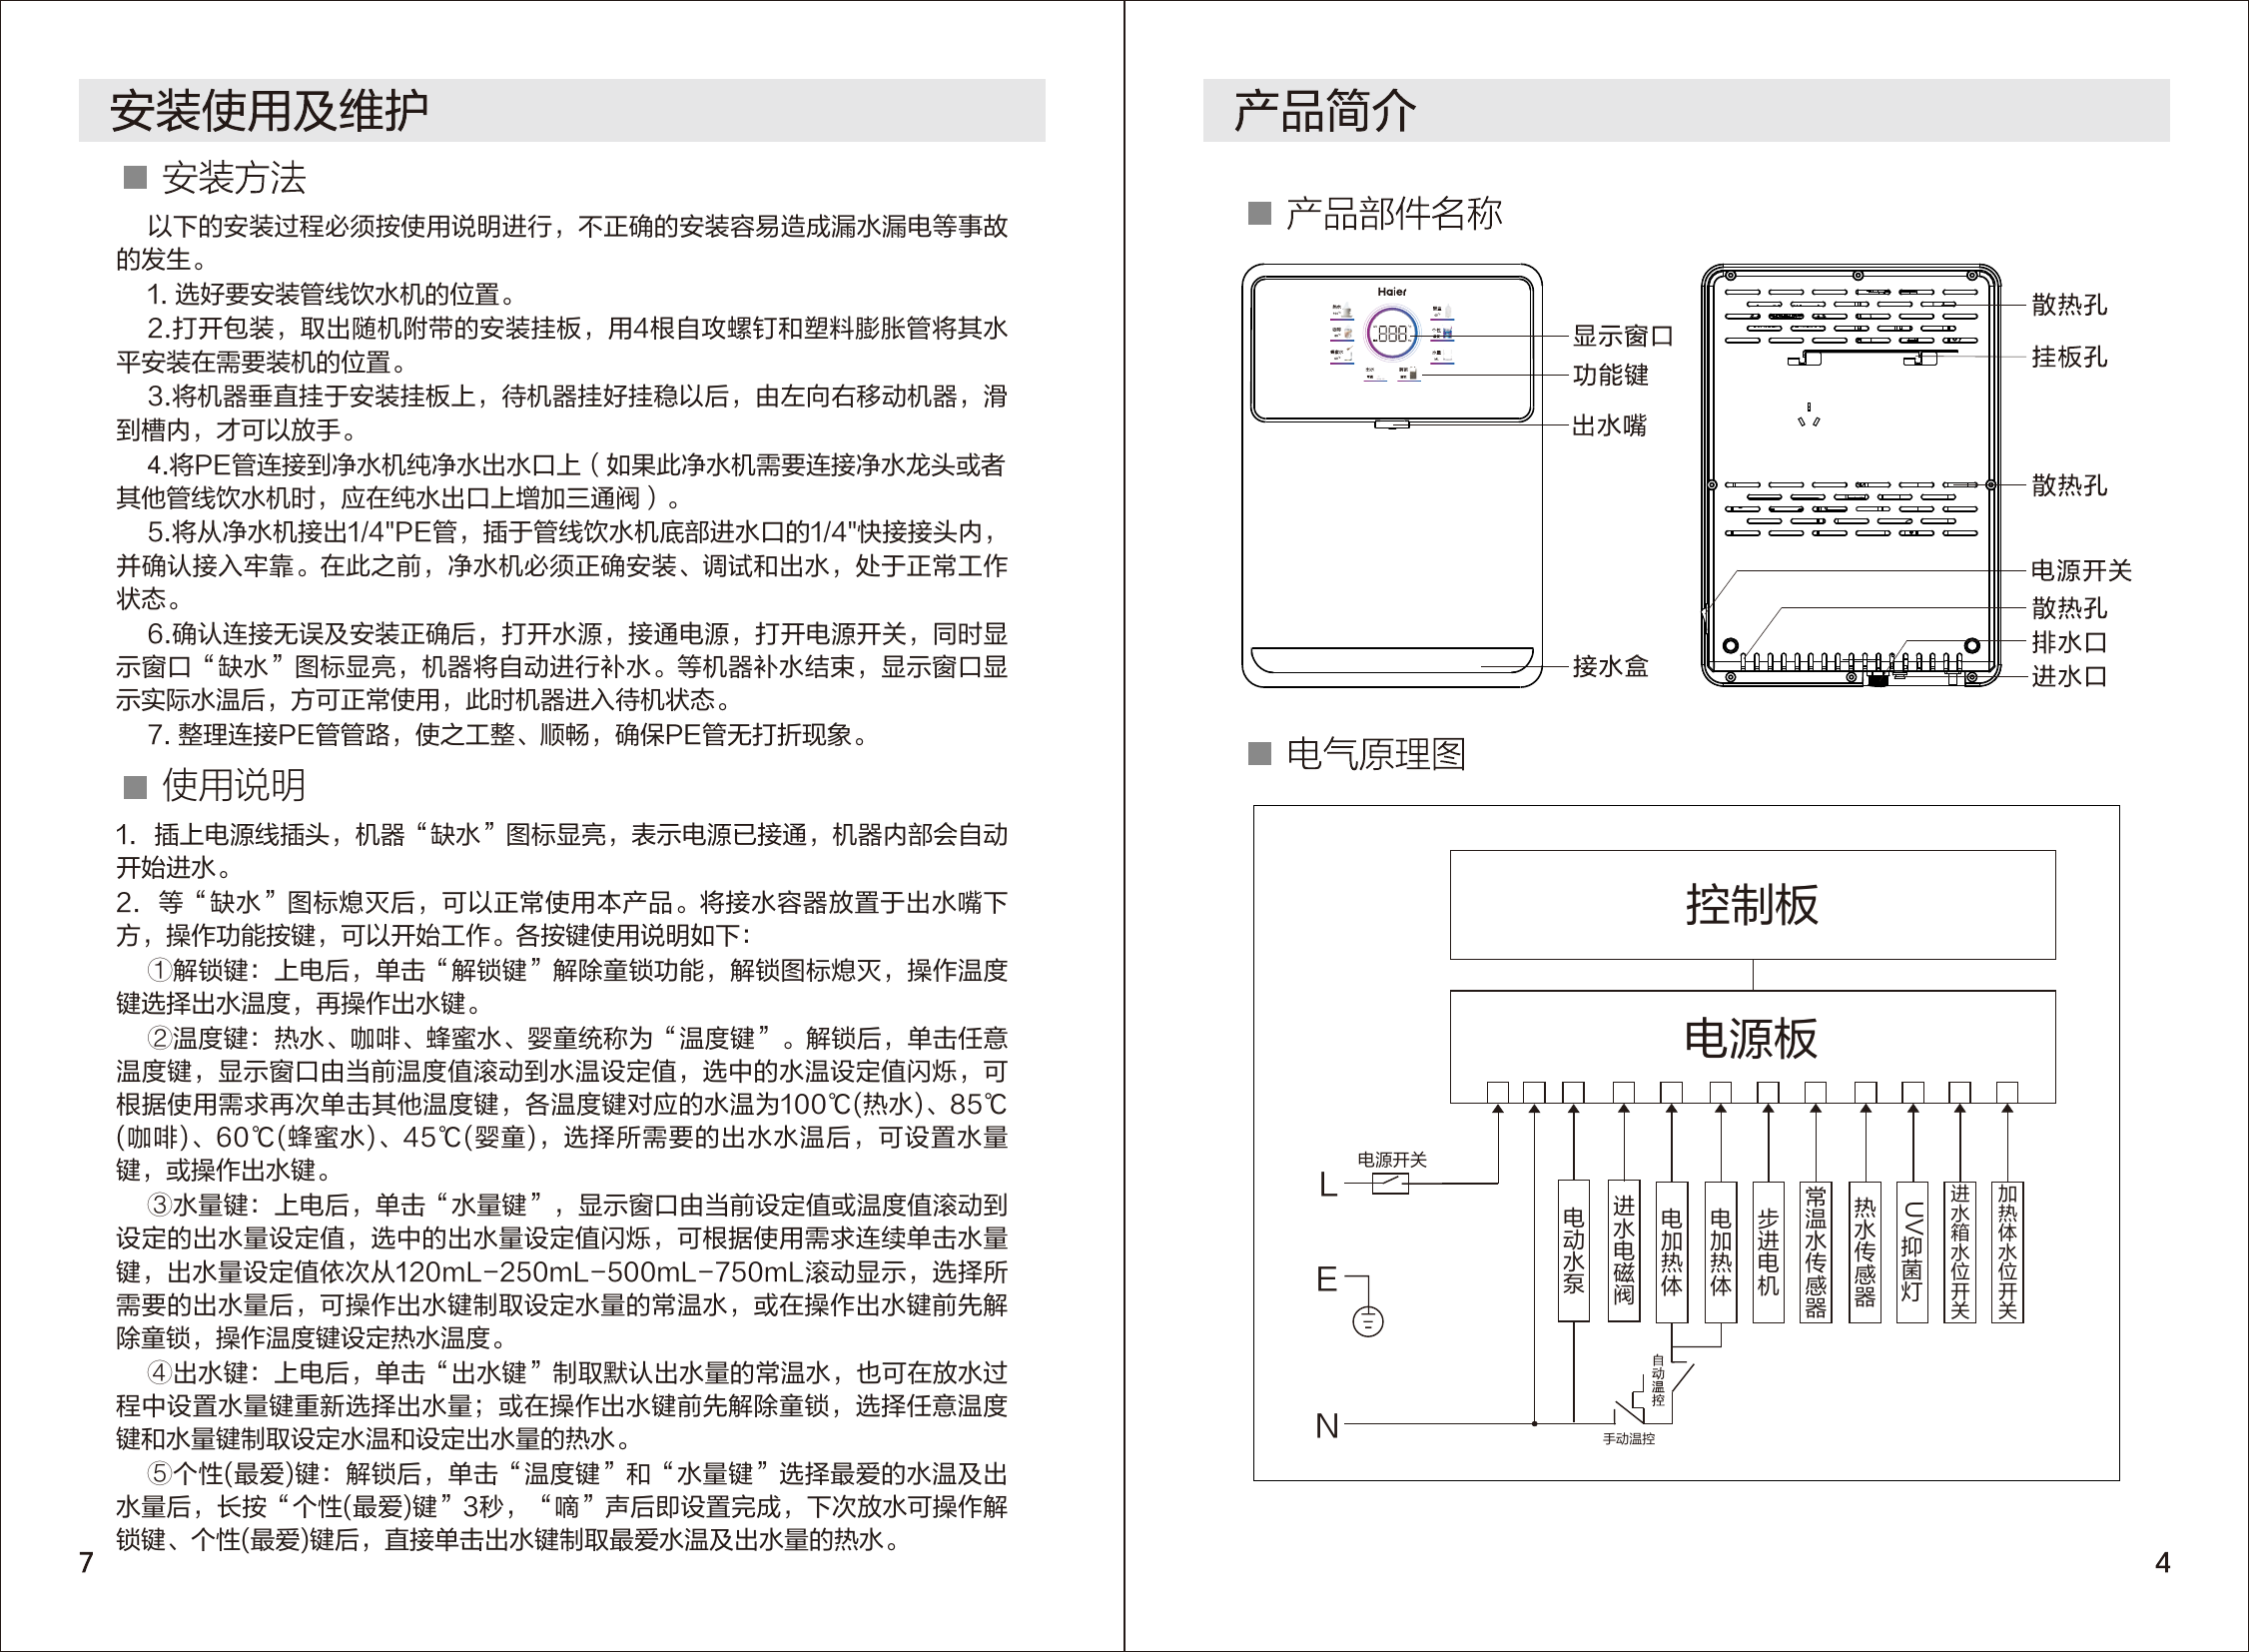 安装使用及维护
■ 安装方法
以下的安装过程必须按使用说明进行，不正确的安装容易造成漏水漏电等事故
的发生。
1. 选好要安装管线饮水机的位置。
2.打开包装，取出随机附带的安装挂板，用4根自攻螺钉和塑料膨胀管将其水
平安装在需要装机的位置。
3.将机器垂直挂于安装挂板上，待机器挂好挂稳以后，由左向右移动机器，滑
到槽内，才可以放手。
4.将PE管连接到净水机纯净水出水口上（如果此净水机需要连接净水龙头或者
其他管线饮水机时，应在纯水出口上增加三通阀）。
5.将从净水机接出1/4"PE管，插于管线饮水机底部进水口的1/4"快接接头内，
并确认接入牢靠。在此之前，净水机必须正确安装、调试和出水，处于正常工作
状态。
6.确认连接无误及安装正确后，打开水源，接通电源，打开电源开关，同时显
示窗口“缺水”图标显亮，机器将自动进行补水。等机器补水结束，显示窗口显
示实际水温后，方可正常使用，此时机器进入待机状态。
7. 整理连接PE管管路，使之工整、顺畅，确保PE管无打折现象。
■ 使用说明
1. 插上电源线插头，机器“缺水”图标显亮，表示电源已接通，机器内部会自动
开始进水。
2. 等“缺水”图标熄灭后，可以正常使用本产品。将接水容器放置于出水嘴下
方，操作功能按键，可以开始工作。各按键使用说明如下：
①解锁键：上电后，单击“解锁键”解除童锁功能，解锁图标熄灭，操作温度
键选择出水温度，再操作出水键。
②温度键：热水、咖啡、蜂蜜水、婴童统称为“温度键”。解锁后，单击任意
温度键，显示窗口由当前温度值滚动到水温设定值，选中的水温设定值闪烁，可
根据使用需求再次单击其他温度键，各温度键对应的水温为100℃(热水)、85℃
(咖啡)、60℃(蜂蜜水)、45℃(婴童)，选择所需要的出水水温后，可设置水量
键，或操作出水键。
③水量键：上电后，单击“水量键”，显示窗口由当前设定值或温度值滚动到
设定的出水量设定值，选中的出水量设定值闪烁，可根据使用需求连续单击水量
键，出水量设定值依次从120mL-250mL-500mL-750mL滚动显示，选择所
需要的出水量后，可操作出水键制取设定水量的常温水，或在操作出水键前先解
除童锁，操作温度键设定热水温度。
④出水键：上电后，单击“出水键”制取默认出水量的常温水，也可在放水过
程中设置水量键重新选择出水量；或在操作出水键前先解除童锁，选择任意温度
键和水量键制取设定水温和设定出水量的热水。
⑤个性(最爱)键：解锁后，单击“温度键”和“水量键”选择最爱的水温及出
水量后，长按“个性(最爱)键”3秒，“嘀”声后即设置完成，下次放水可操作解
锁键、个性(最爱)键后，直接单击出水键制取最爱水温及出水量的热水。
7
产品简介
■ 产品部件名称
Haier
888
显示窗口
功能键
出水嘴
接水盒
散热孔
挂板孔
散热孔
电源开关
散热孔
排水口
进水口
■ 电气原理图
控制板
电源板
L
电源开关
E
N
电动水泵
进水电磁阀
电加热体
电加热体
步进电机
常温水传感器
热水传感器
UV抑菌灯
进水箱水位开关
加热体水位开关
自动温控
手动温控
4